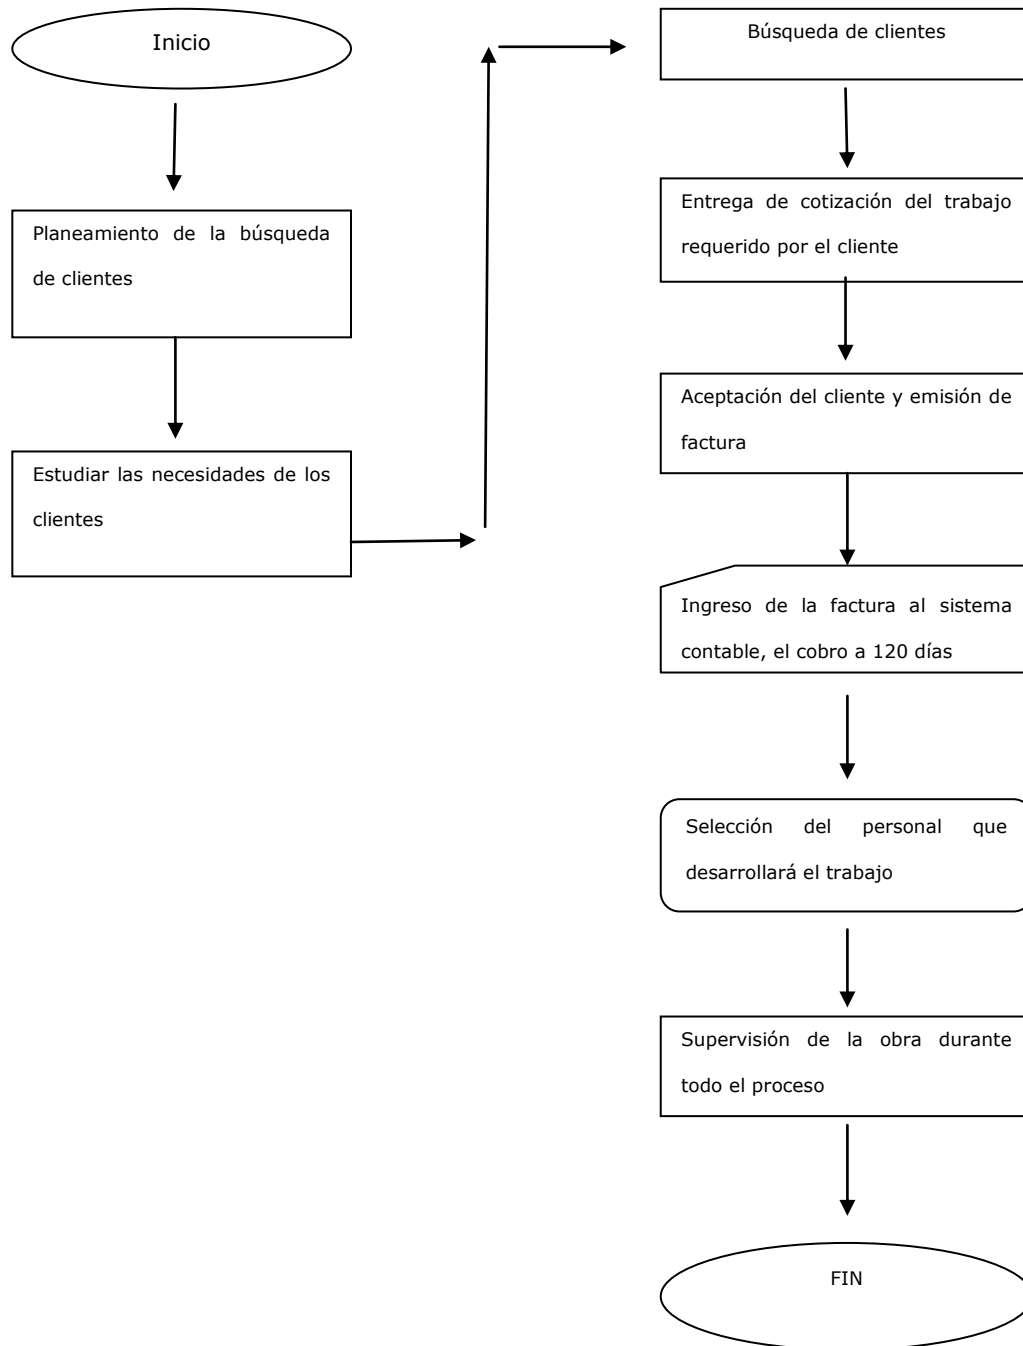 Inicio
Planeamiento de la búsqueda
de clientes
Estudiar las necesidades de los
clientes
Búsqueda de clientes
Entrega de cotización del trabajo
requerido por el cliente
Aceptación del cliente y emisión de
factura
Ingreso de la factura al sistema
contable, el cobro a 120 días
Selección del personal que
desarrollará el trabajo
Supervisión de la obra durante
todo el proceso
FIN